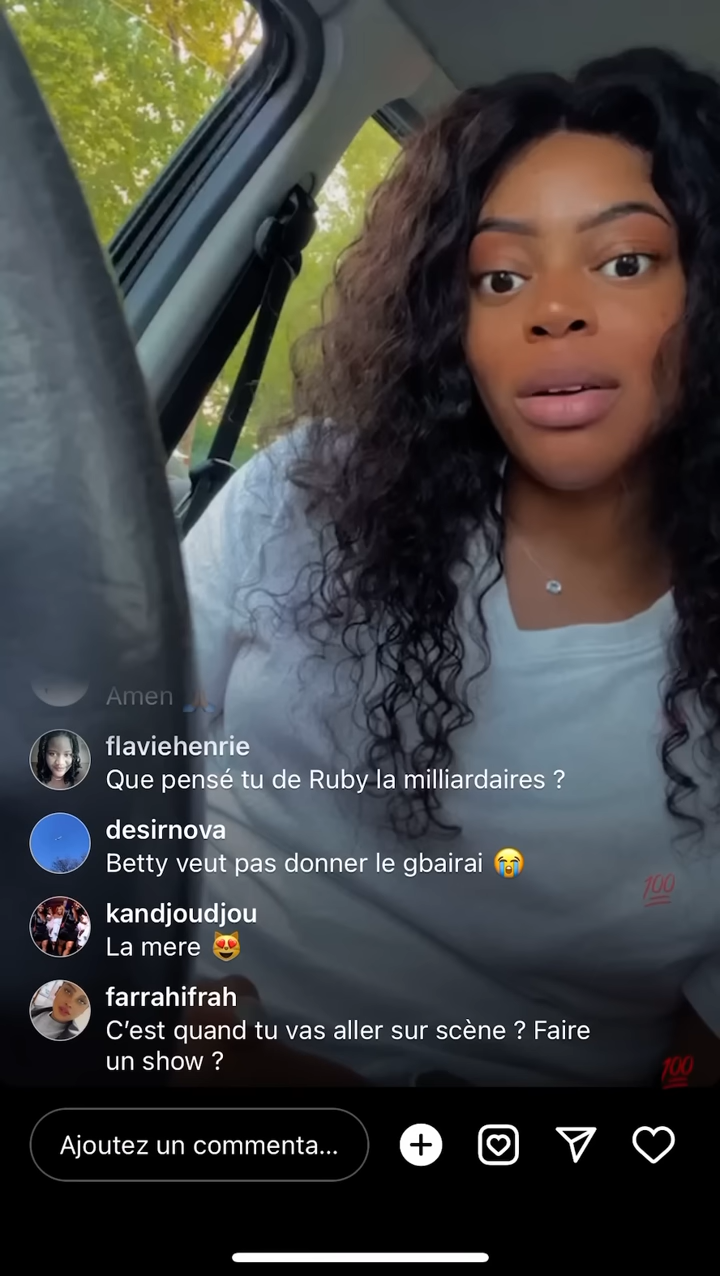 Amen 🙏🏾
flaviehenrie
Que pensé tu de Ruby la milliardaires ?
desirnova
Betty veut pas donner le gbairai 😭
kandjoudjou
La mere 😻
farrahifrah
C’est quand tu vas aller sur scène ? Faire
un show ?
💯
💯
Ajoutez un commenta...